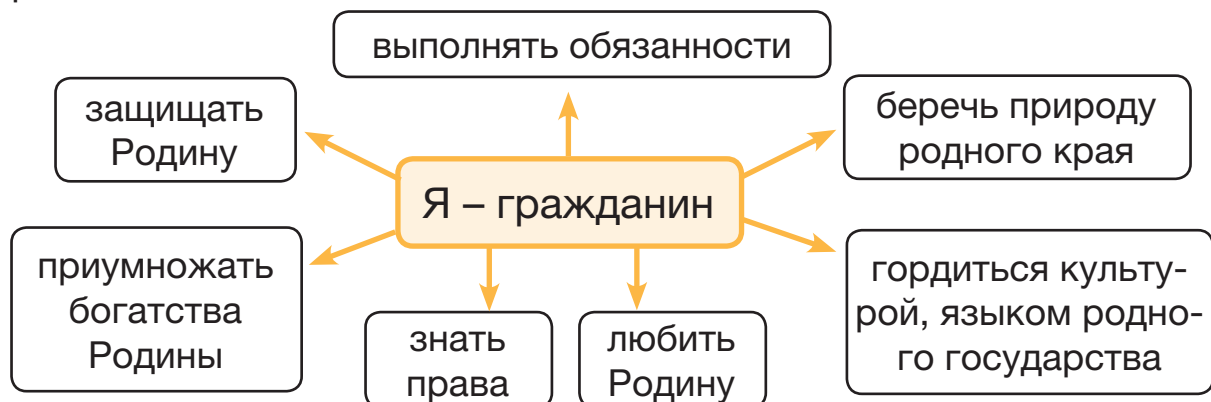 выполнять обязанности
защищать
Родину
беречь природу
родного края
Я – гражданин
приумножать
богатства
Родины
знать
права
любить
Родину
гордиться культу-
рой, языком родно-
го государства